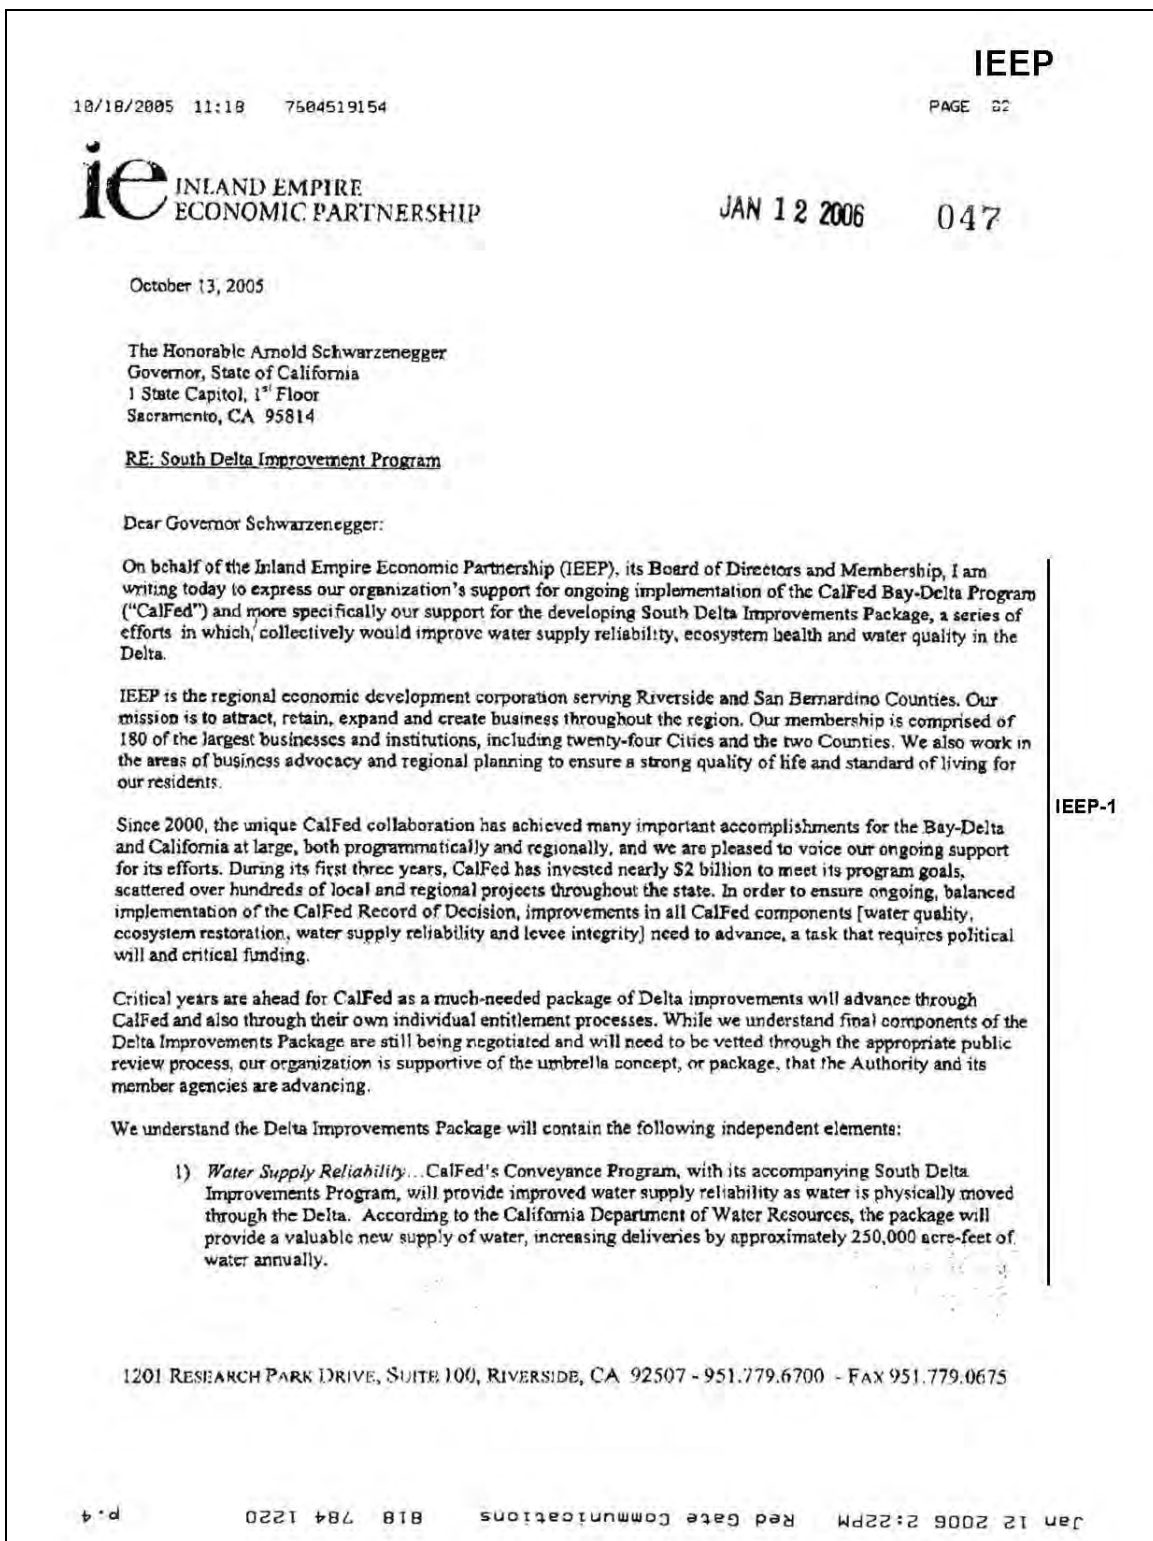 IEEP
10/18/2005 11:18 7604519154 PAGE 02
ie INLAND EMPIRE
ECONOMIC PARTNERSHIP
JAN 12 2006 047
October 13, 2005
The Honorable Arnold Schwarzenegger
Governor, State of California
1 State Capitol, 1st Floor
Sacramento, CA 95814
RE: South Delta Improvement Program
Dear Governor Schwarzenegger:
On behalf of the Inland Empire Economic Partnership (IEEP), its Board of Directors and Membership, I am
writing today to express our organization's support for ongoing implementation of the CalFed Bay-Delta Program
("CalFed") and more specifically our support for the developing South Delta Improvements Package, a series of
efforts in which, collectively would improve water supply reliability, ecosystem health and water quality in the
Delta.
IEEP is the regional economic development corporation serving Riverside and San Bernardino Counties. Our
mission is to attract, retain, expand and create business throughout the region. Our membership is comprised of
180 of the largest businesses and institutions, including twenty-four Cities and the two Counties. We also work in
the areas of business advocacy and regional planning to ensure a strong quality of life and standard of living for
our residents.
IEEP-1
Since 2000, the unique CalFed collaboration has achieved many important accomplishments for the Bay-Delta
and California at large, both programmatically and regionally, and we are pleased to voice our ongoing support
for its efforts. During its first three years, CalFed has invested nearly $2 billion to meet its program goals,
scattered over hundreds of local and regional projects throughout the state. In order to ensure ongoing, balanced
implementation of the CalFed Record of Decision, improvements in all CalFed components [water quality,
ecosystem restoration, water supply reliability and levee integrity] need to advance, a task that requires political
will and critical funding.
Critical years are ahead for CalFed as a much-needed package of Delta improvements will advance through
CalFed and also through their own individual entitlement processes. While we understand final components of the
Delta Improvements Package are still being negotiated and will need to be vetted through the appropriate public
review process, our organization is supportive of the umbrella concept, or package, that the Authority and its
member agencies are advancing.
We understand the Delta Improvements Package will contain the following independent elements:
1) Water Supply Reliability...CalFed's Conveyance Program, with its accompanying South Delta
Improvements Program, will provide improved water supply reliability as water is physically moved
through the Delta. According to the California Department of Water Resources, the package will
provide a valuable new supply of water, increasing deliveries by approximately 250,000 acre-feet of
water annually.
1201 RESEARCH PARK DRIVE, SUITE 100, RIVERSIDE, CA 92507 - 951.779.6700 - FAX 951.779.0675
Jan 12 2006 2:22PM Red Gate Communications 818 784 1220 p.4